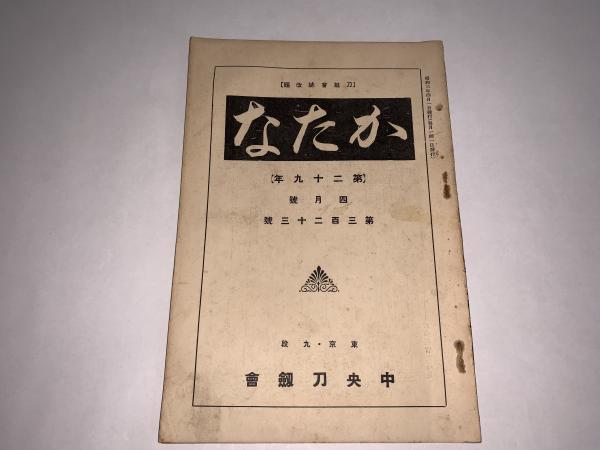 【刀劍會誌改題】
かたな
【第二十九年】
四月號
第三百二十三號
東京・九段
中央刀劔會